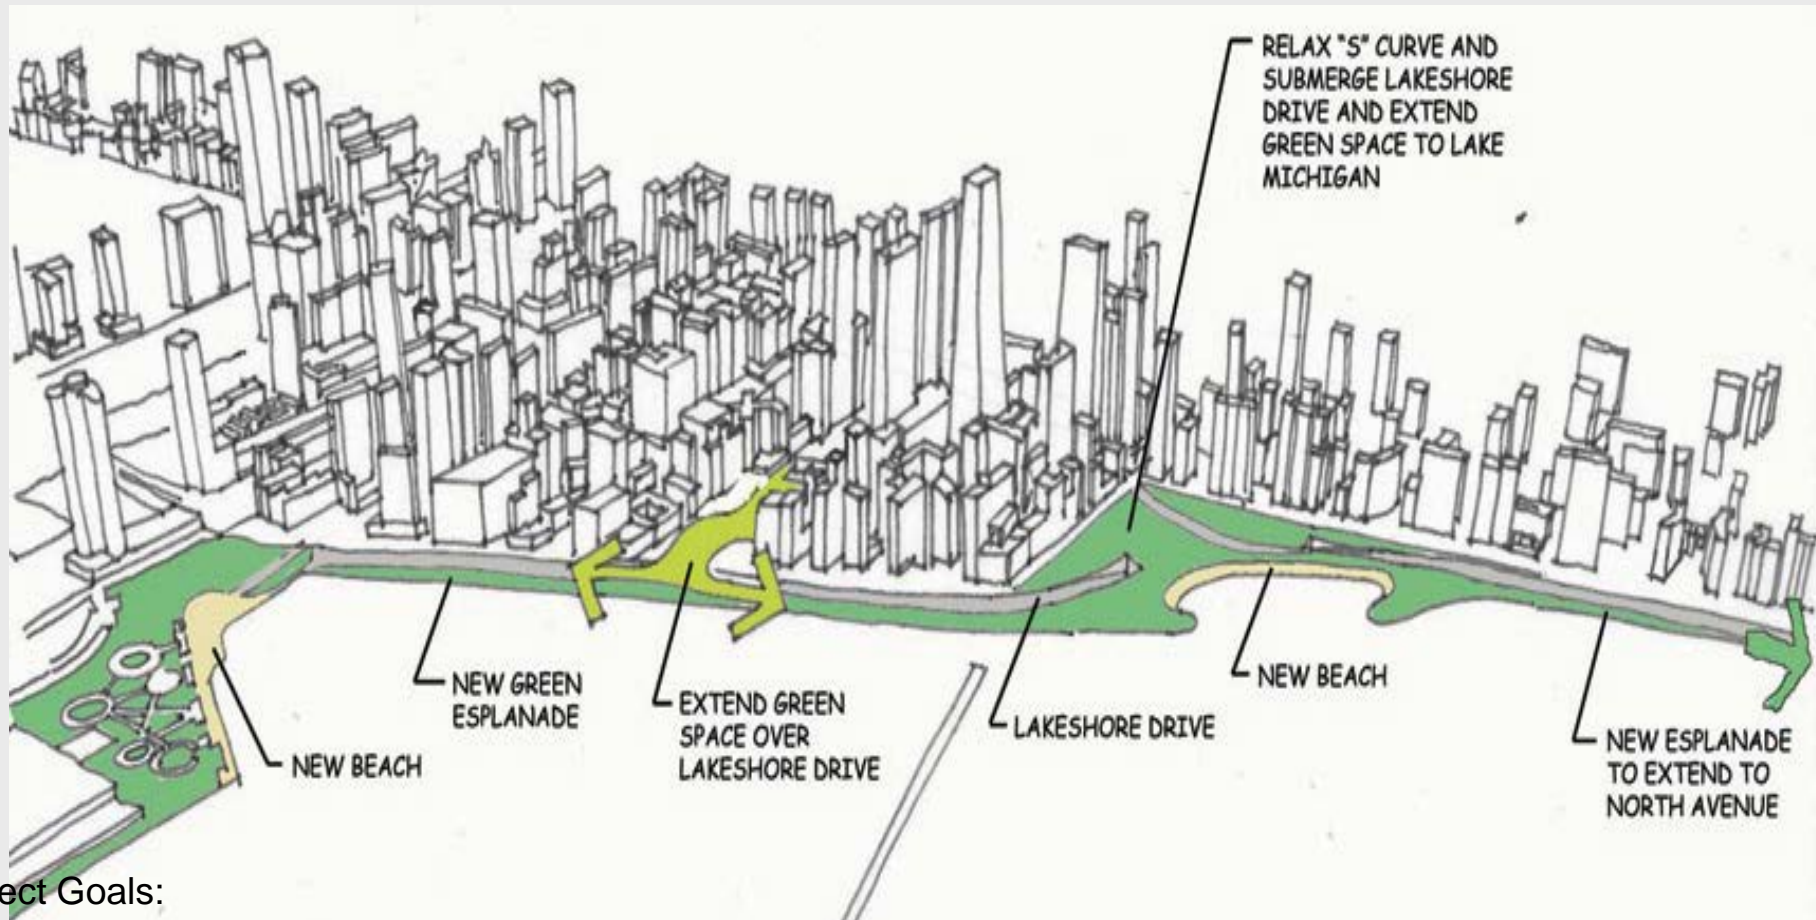 RELAX "S" CURVE AND
SUBMERGE LAKESHORE
DRIVE AND EXTEND
GREEN SPACE TO LAKE
MICHIGAN
NEW GREEN
ESPLANADE
NEW BEACH
EXTEND GREEN
SPACE OVER
LAKESHORE DRIVE
LAKESHORE DRIVE
NEW BEACH
NEW ESPLANADE
TO EXTEND TO
NORTH AVENUE
ect Goals: